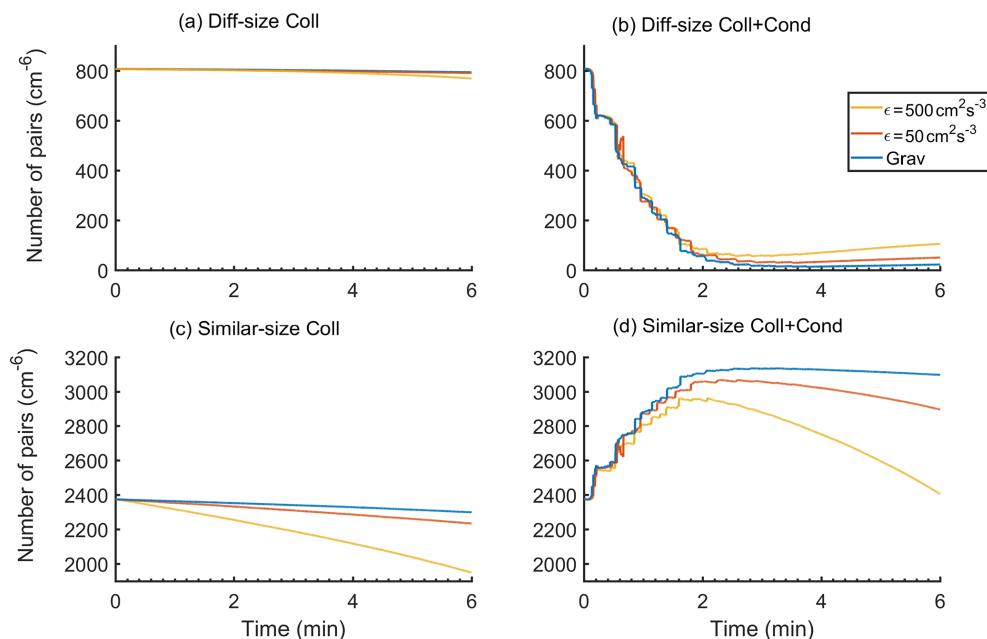 (a) Diff-size Coll
(b) Diff-size Coll+Cond
Number of pairs (cm⁻⁶)
800
600
400
200
0
0 2 4 6
800
600
400
200
0
0 2 4 6
ϵ = 500 cm²s⁻³
ϵ = 50 cm²s⁻³
Grav
(c) Similar-size Coll
(d) Similar-size Coll+Cond
Number of pairs (cm⁻⁶)
3200
3000
2800
2600
2400
2200
2000
0 2 4 6
Time (min)
3200
3000
2800
2600
2400
2200
2000
0 2 4 6
Time (min)